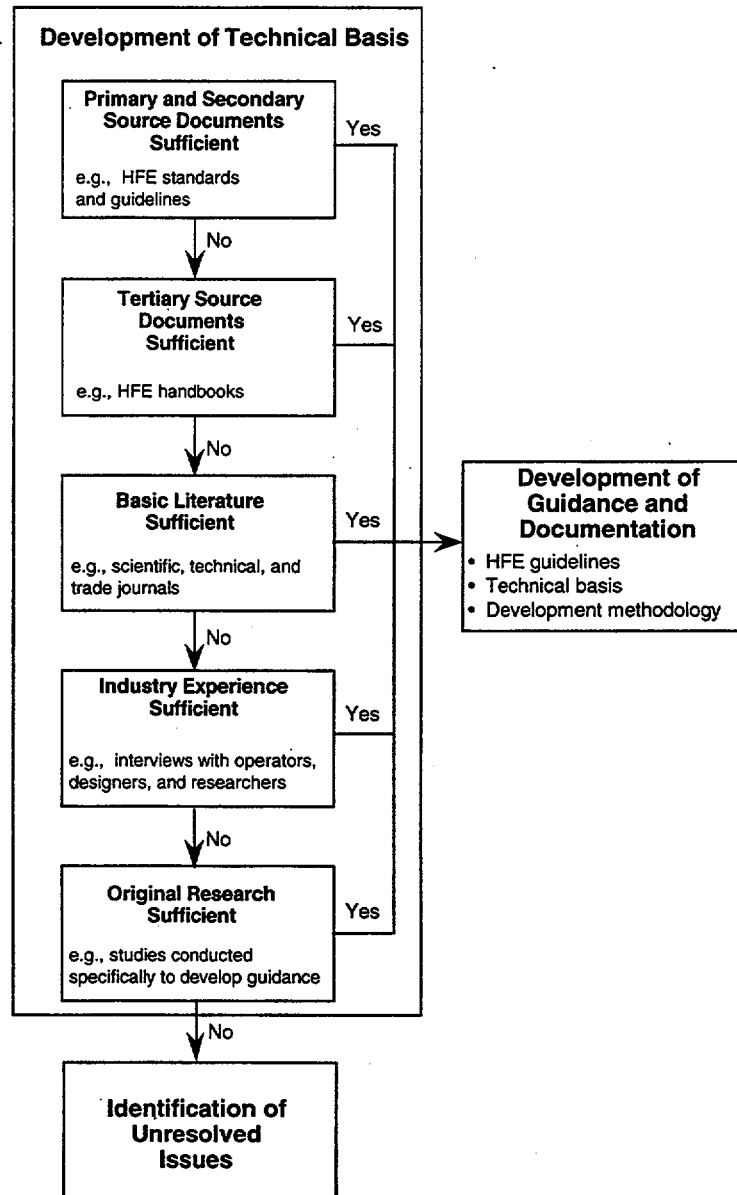 Development of Technical Basis
Primary and Secondary
Source Documents
Sufficient
e.g., HFE standards
and guidelines
Yes
No
Tertiary Source
Documents
Sufficient
e.g., HFE handbooks
Yes
No
Basic Literature
Sufficient
e.g., scientific, technical, and
trade journals
Yes
No
Development of
Guidance and
Documentation
• HFE guidelines
• Technical basis
• Development methodology
Industry Experience
Sufficient
e.g., interviews with operators,
designers, and researchers
Yes
No
Original Research
Sufficient
e.g., studies conducted
specifically to develop guidance
Yes
No
Identification of
Unresolved
Issues